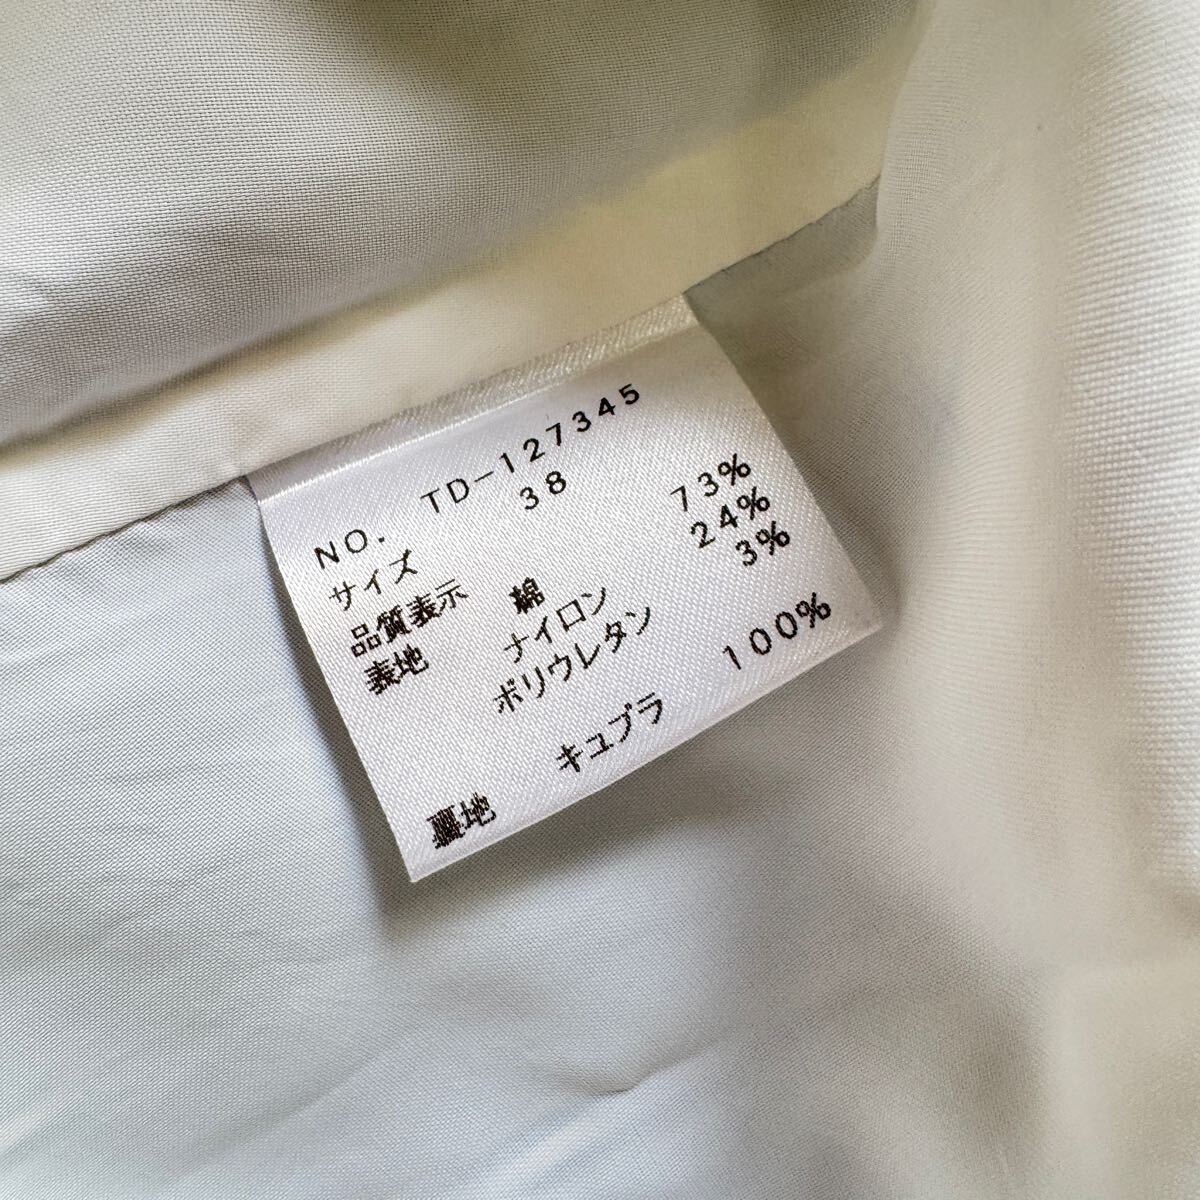 NO. TD-127345
サイズ 38
品質表示
表地 綿 73%
ナイロン 24%
ポリウレタン 3%
裏地 キュプラ 100%